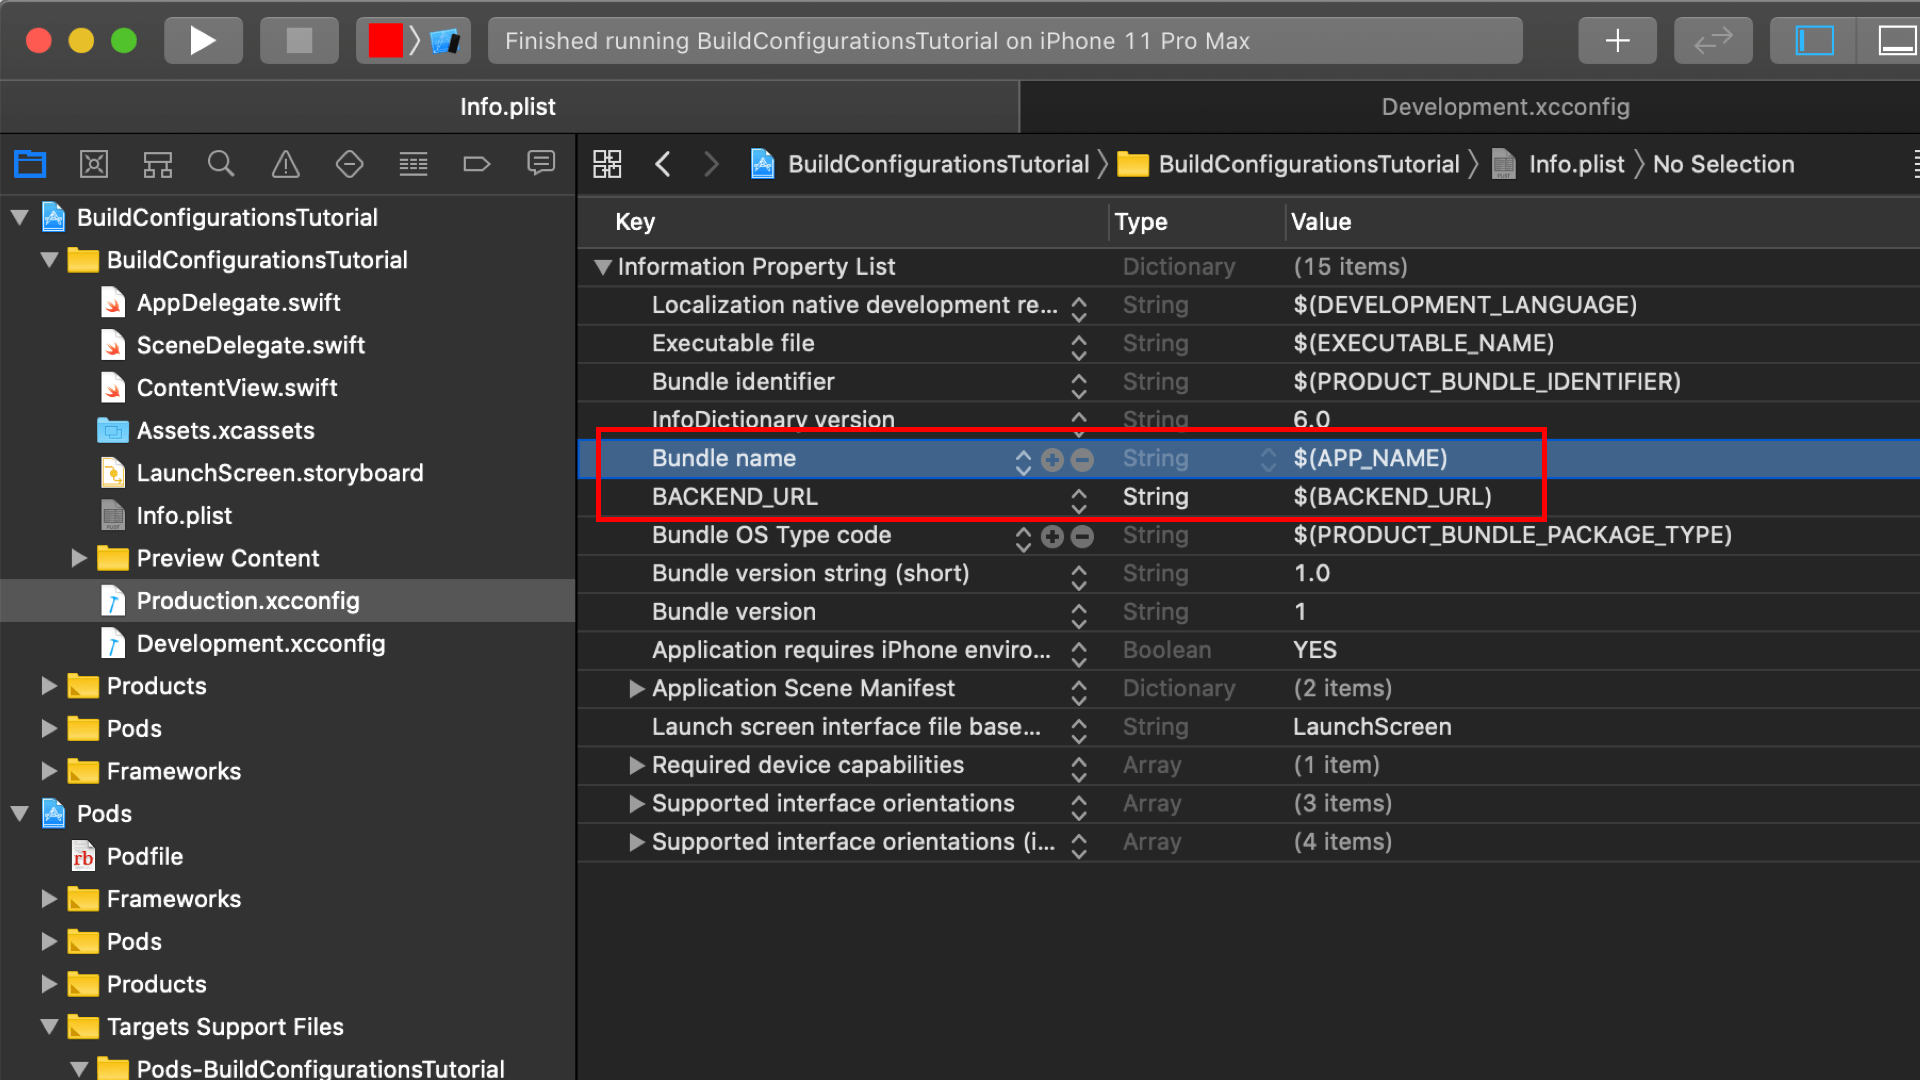 Finished running BuildConfigurationsTutorial on iPhone 11 Pro Max
Info.plist
Development.xcconfig
BuildConfigurationsTutorial
BuildConfigurationsTutorial
Info.plist
No Selection
BuildConfigurationsTutorial
BuildConfigurationsTutorial
AppDelegate.swift
SceneDelegate.swift
ContentView.swift
Assets.xcassets
LaunchScreen.storyboard
Info.plist
Preview Content
Production.xcconfig
Development.xcconfig
Products
Pods
Frameworks
Pods
rb Podfile
Frameworks
Pods
Products
Targets Support Files
Pods-BuildConfigurationsTutorial
Key Type Value
Information Property List Dictionary (15 items)
Localization native development re... String $(DEVELOPMENT_LANGUAGE)
Executable file String $(EXECUTABLE_NAME)
Bundle identifier String $(PRODUCT_BUNDLE_IDENTIFIER)
InfoDictionary version String 6.0
Bundle name String $(APP_NAME)
BACKEND_URL String $(BACKEND_URL)
Bundle OS Type code String $(PRODUCT_BUNDLE_PACKAGE_TYPE)
Bundle version string (short) String 1.0
Bundle version String 1
Application requires iPhone enviro... Boolean YES
Application Scene Manifest Dictionary (2 items)
Launch screen interface file base... String LaunchScreen
Required device capabilities Array (1 item)
Supported interface orientations Array (3 items)
Supported interface orientations (i... Array (4 items)